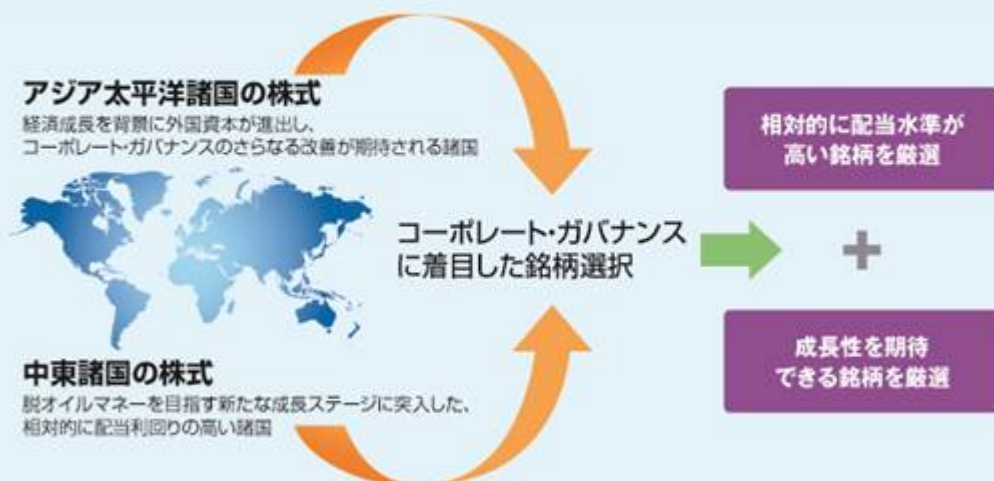 アジア太平洋諸国の株式
経済成長を背景に外国資本が進出し、
コーポレート・ガバナンスのさらなる改善が期待される諸国
コーポレート・ガバナンス
に着目した銘柄選択
中東諸国の株式
脱オイルマネーを目指す新たな成長ステージに突入した、
相対的に配当利回りの高い諸国
相対的に配当水準が
高い銘柄を厳選
+
成長性を期待
できる銘柄を厳選